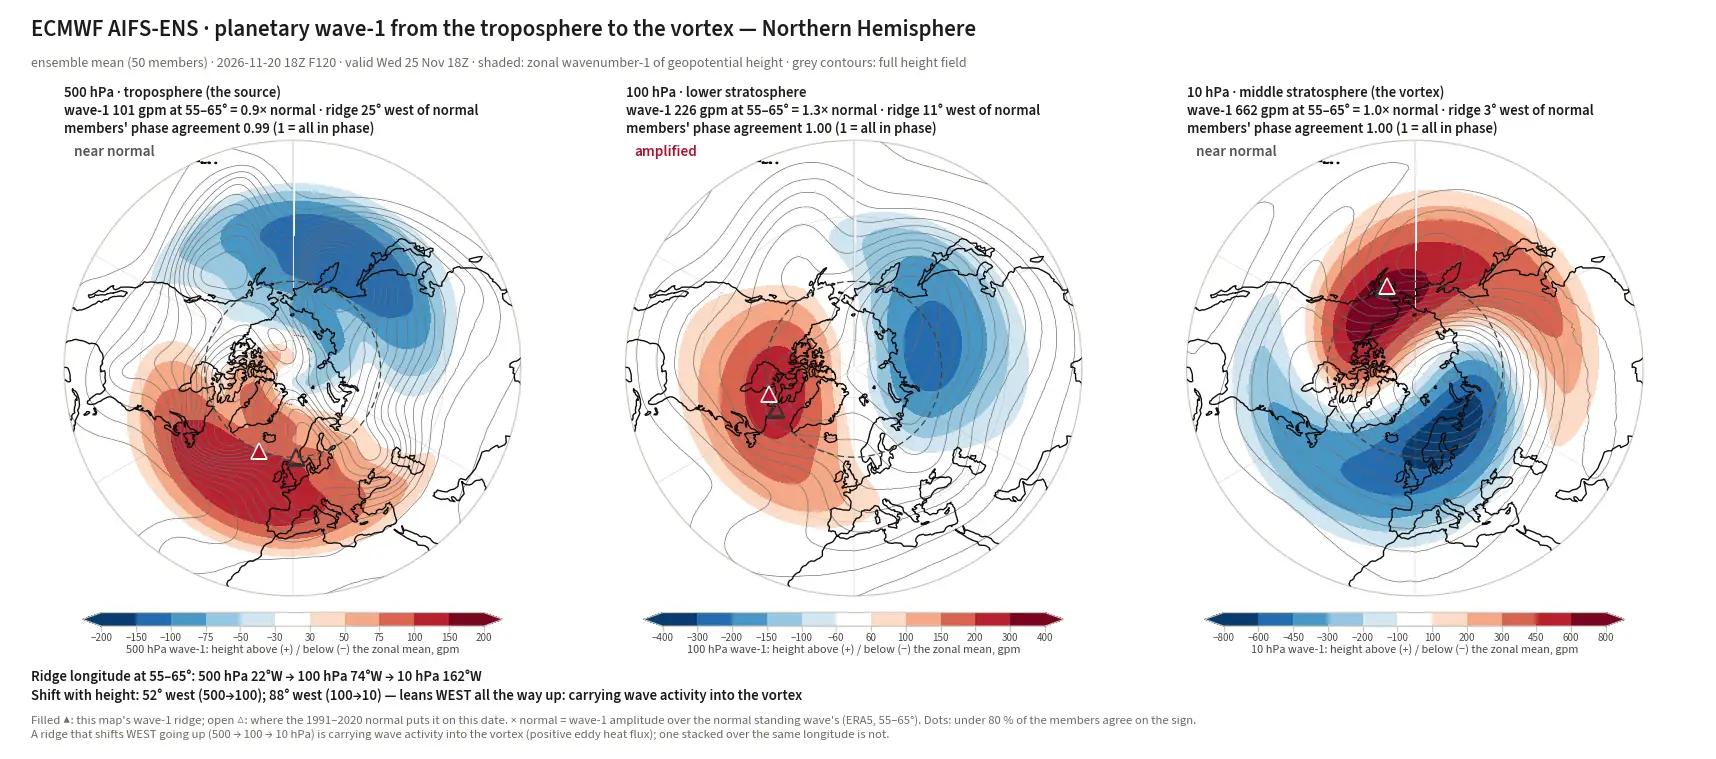 ECMWF AIFS-ENS · planetary wave-1 from the troposphere to the vortex — Northern Hemisphere
ensemble mean (50 members) · 2026-11-20 18Z F120 · valid Wed 25 Nov 18Z · shaded: zonal wavenumber-1 of geopotential height · grey contours: full height field
500 hPa · troposphere (the source)
wave-1 101 gpm at 55–65° = 0.9× normal · ridge 25° west of normal
members' phase agreement 0.99 (1 = all in phase)
near normal
100 hPa · lower stratosphere
wave-1 226 gpm at 55–65° = 1.3× normal · ridge 11° west of normal
members' phase agreement 1.00 (1 = all in phase)
amplified
10 hPa · middle stratosphere (the vortex)
wave-1 662 gpm at 55–65° = 1.0× normal · ridge 3° west of normal
members' phase agreement 1.00 (1 = all in phase)
near normal
−200 −150 −100 −75 −50 −30 30 50 75 100 150 200
500 hPa wave-1: height above (+) / below (−) the zonal mean, gpm
−400 −300 −200 −150 −100 −60 60 100 150 200 300 400
100 hPa wave-1: height above (+) / below (−) the zonal mean, gpm
−800 −600 −450 −300 −200 −100 100 200 300 450 600 800
10 hPa wave-1: height above (+) / below (−) the zonal mean, gpm
Ridge longitude at 55–65°: 500 hPa 22°W → 100 hPa 74°W → 10 hPa 162°W
Shift with height: 52° west (500→100); 88° west (100→10) — leans WEST all the way up: carrying wave activity into the vortex
Filled ▲: this map's wave-1 ridge; open △: where the 1991–2020 normal puts it on this date. × normal = wave-1 amplitude over the normal standing wave's (ERA5, 55–65°). Dots: under 80 % of the members agree on the sign.
A ridge that shifts WEST going up (500 → 100 → 10 hPa) is carrying wave activity into the vortex (positive eddy heat flux); one stacked over the same longitude is not.